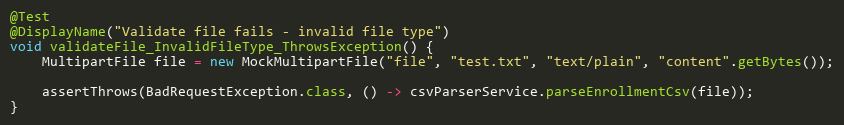 @Test
@DisplayName("Validate file fails - invalid file type")
void validateFile_InvalidFileType_ThrowsException() {
    MultipartFile file = new MockMultipartFile("file", "test.txt", "text/plain", "content".getBytes());

    assertThrows(BadRequestException.class, () -> csvParserService.parseEnrollmentCsv(file));
}